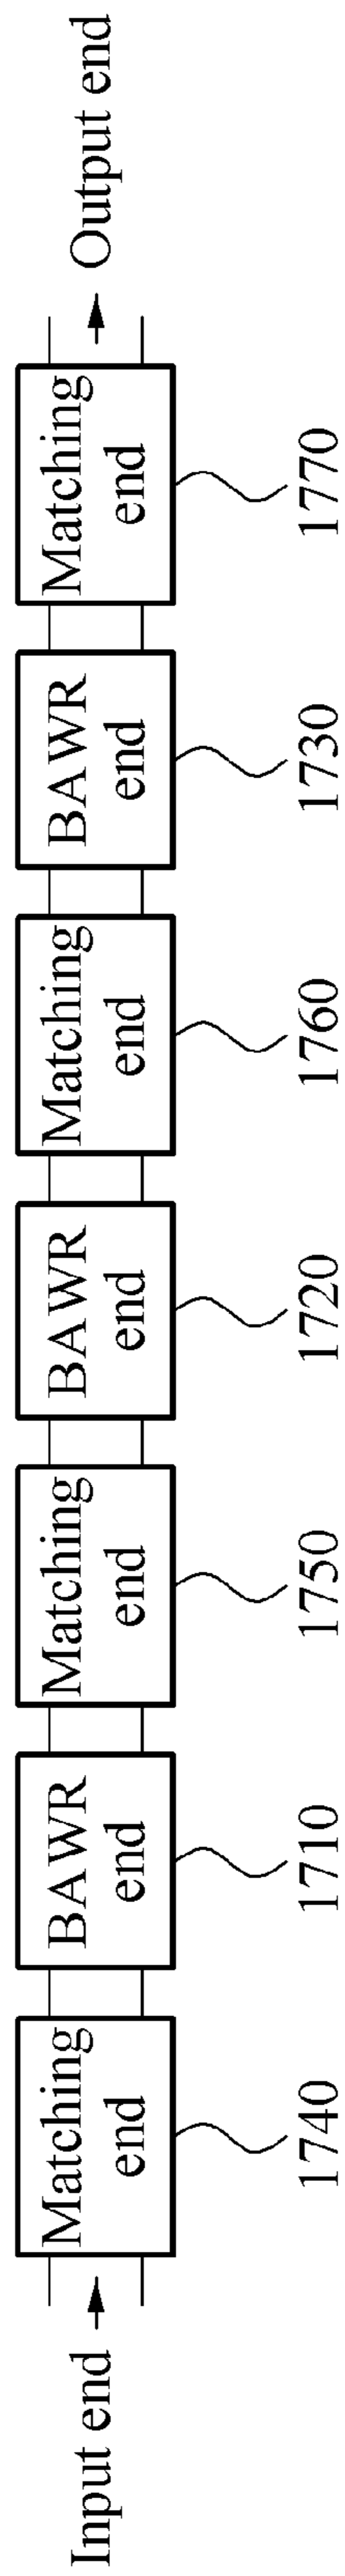 Input end
Matching
end
1740
BAWR
end
1710
Matching
end
1750
BAWR
end
1720
Matching
end
1760
BAWR
end
1730
Matching
end
1770
Output end